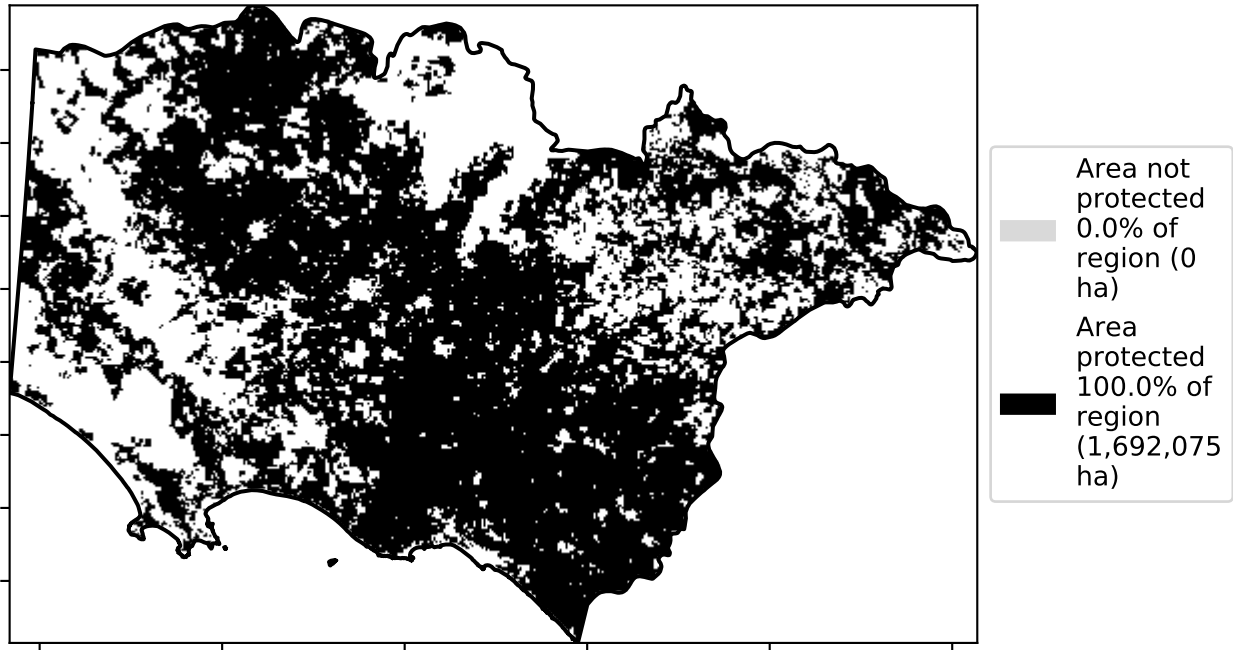 Area not
protected
0.0% of
region (0
ha)
Area
protected
100.0% of
region
(1,692,075
ha)